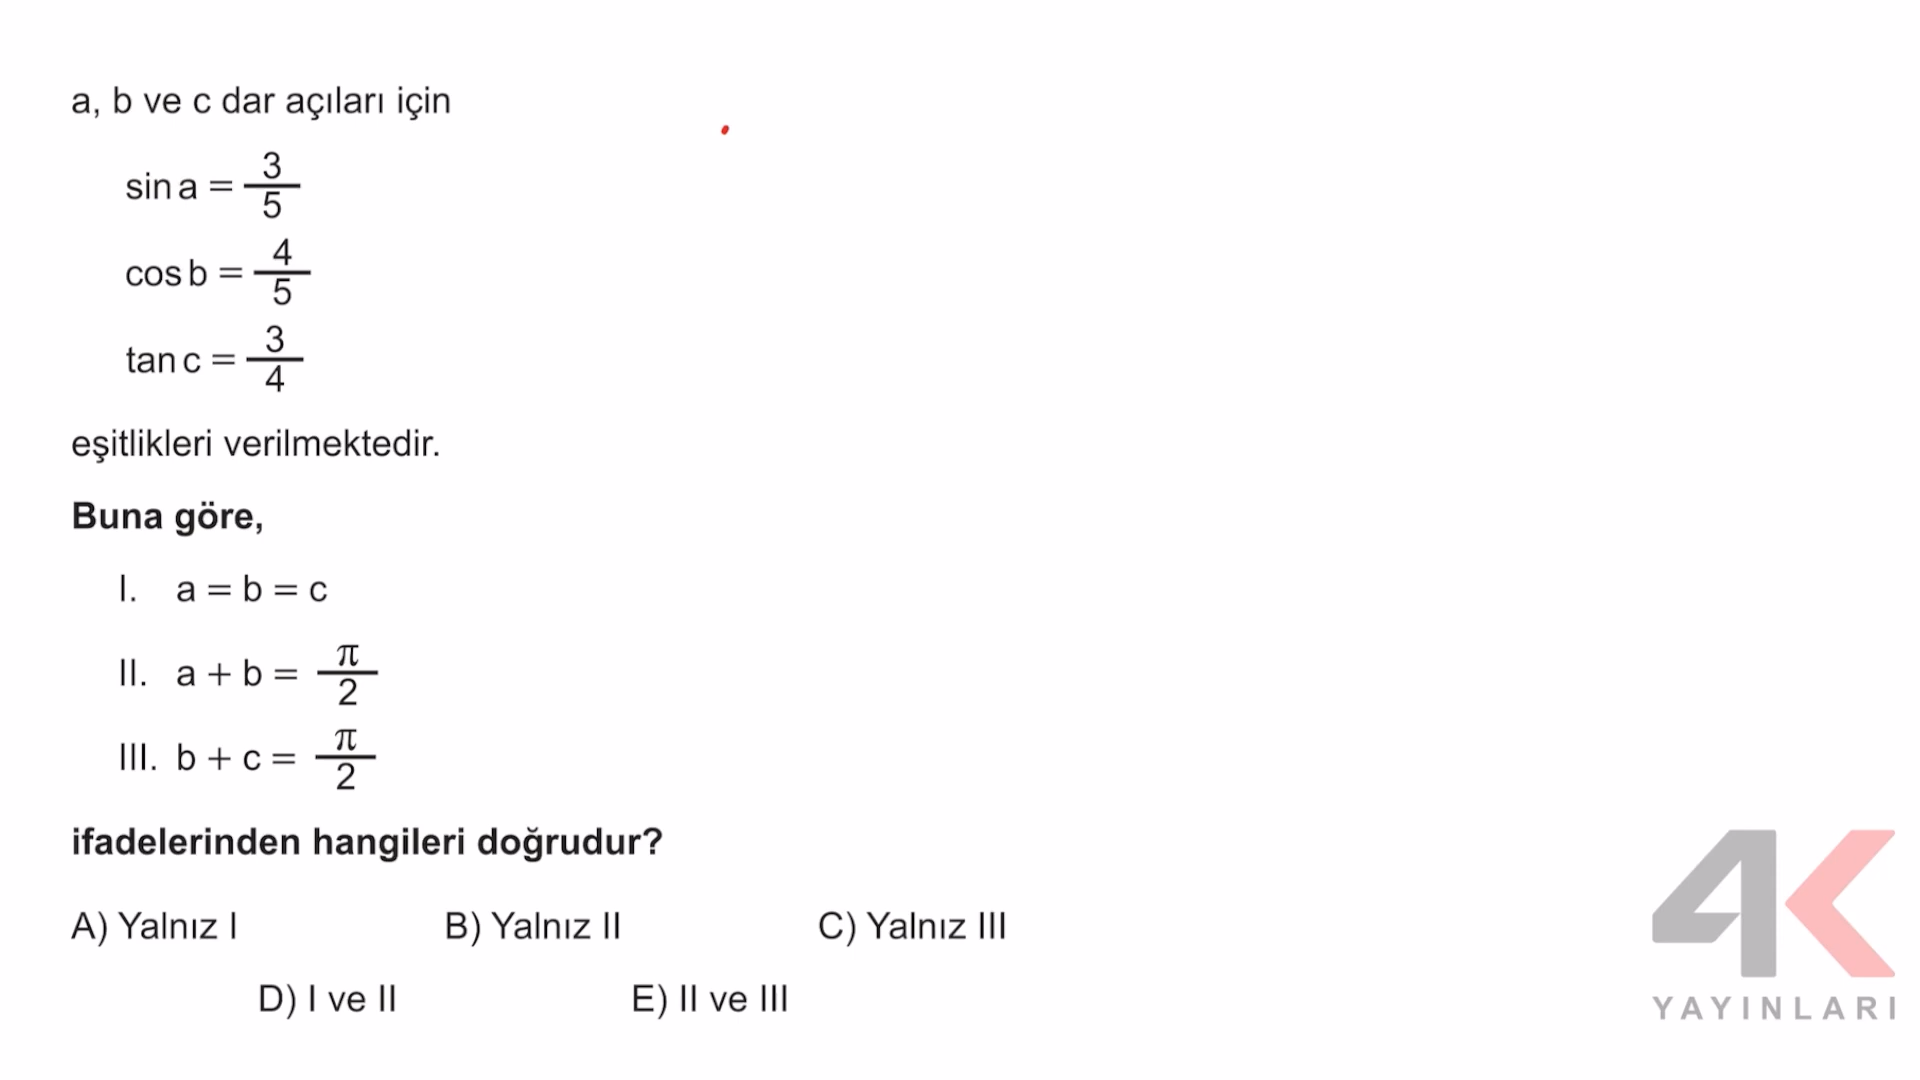 a, b ve c dar açıları için
sin a = 3/5
cos b = 4/5
tan c = 3/4
eşitlikleri verilmektedir.
Buna göre,
I. a = b = c
II. a + b = π/2
III. b + c = π/2
ifadelerinden hangileri doğrudur?
A) Yalnız I B) Yalnız II C) Yalnız III
D) I ve II E) II ve III
4K
YAYINLARI